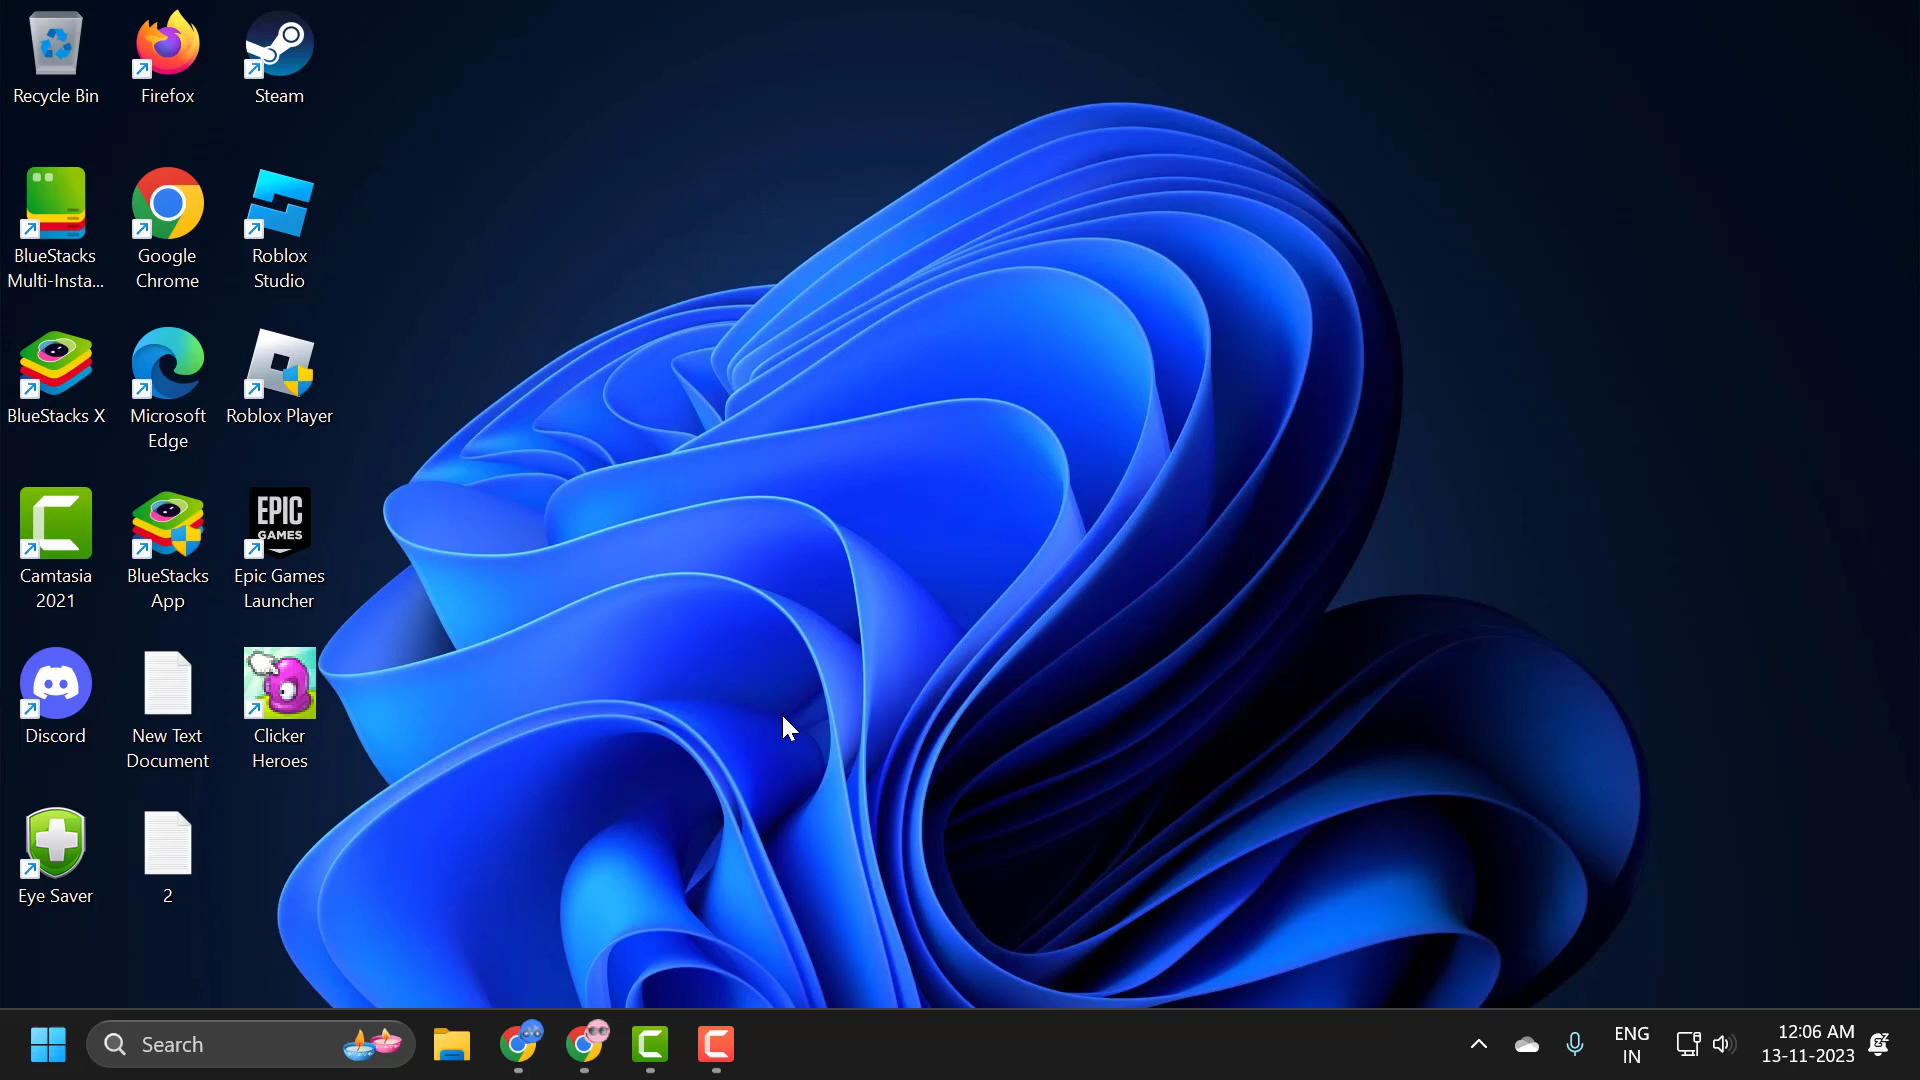 Recycle Bin
Firefox
Steam
BlueStacks
Multi-Insta...
Google
Chrome
Roblox
Studio
BlueStacks X
Microsoft
Edge
Roblox Player
Camtasia
2021
BlueStacks
App
EPIC
GAMES
Epic Games
Launcher
Discord
New Text
Document
Clicker
Heroes
Eye Saver
2
Search
ENG
IN
12:06 AM
13-11-2023